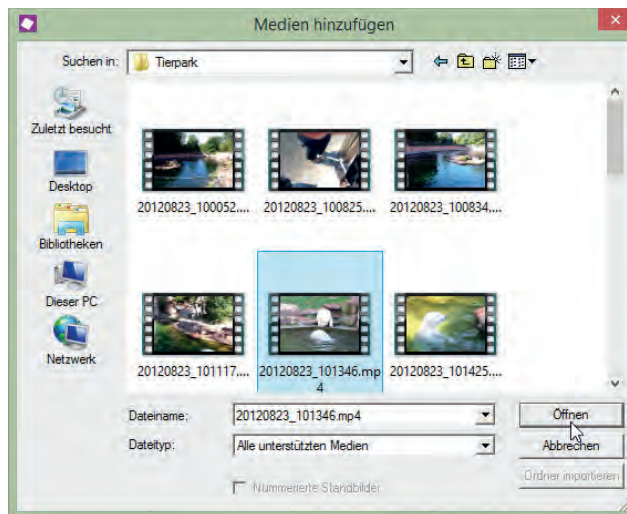 Medien hinzufügen
Suchen in: Tierpark
Zuletzt besucht
Desktop
Bibliotheken
Dieser PC
Netzwerk
20120823_100052....
20120823_100825....
20120823_100834....
20120823_101117....
20120823_101346.mp
4
20120823_101425....
Dateiname: 20120823_101346.mp4
Dateityp: Alle unterstützten Medien
Nummerierte Standbilder
Öffnen
Abbrechen
Ordner importieren